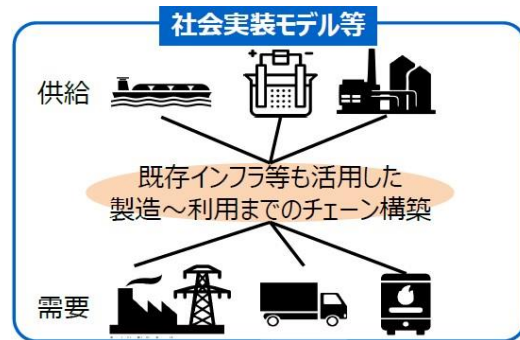 社会実装モデル等
供給
既存インフラ等も活用した
製造～利用までのチェーン構築
需要